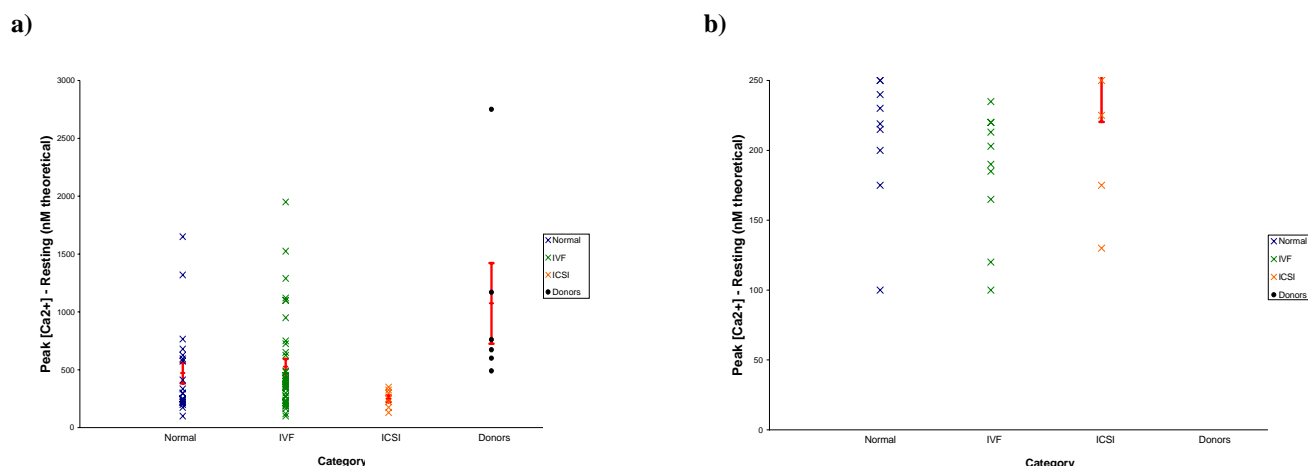 a)
Peak [Ca2+] - Resting (nM theoretical)
3000
2500
2000
1500
1000
500
0
Normal IVF ICSI Donors
Category
Normal
IVF
ICSI
Donors
b)
Peak [Ca2+] - Resting (nM theoretical)
250
200
150
100
50
0
Normal IVF ICSI Donors
Category
Normal
IVF
ICSI
Donors